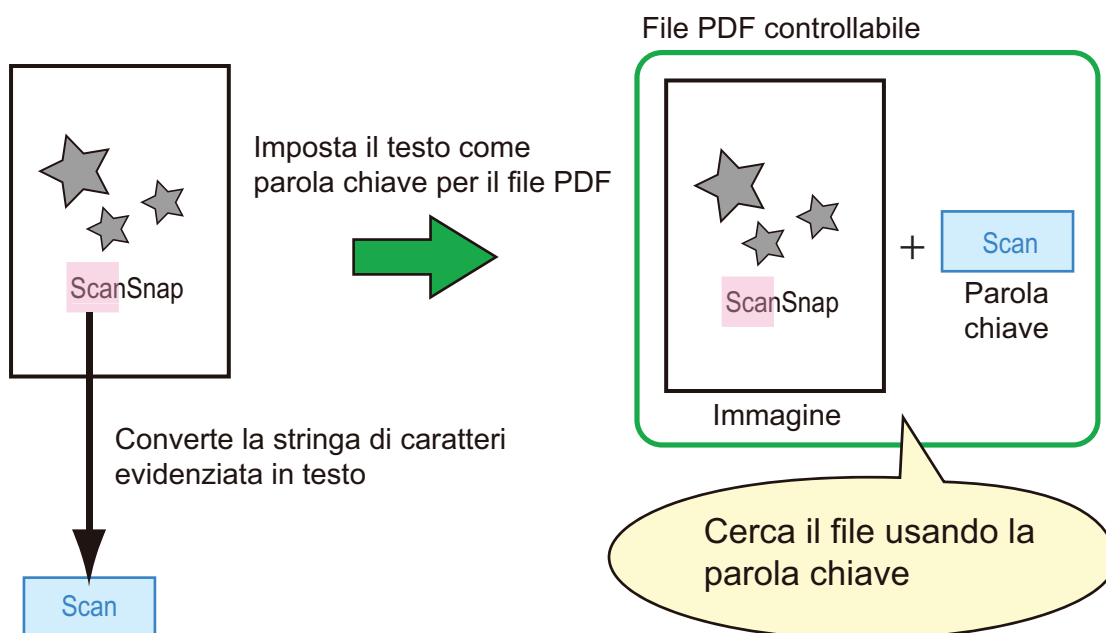 File PDF controllabile
Imposta il testo come
parola chiave per il file PDF
ScanSnap
Converte la stringa di caratteri
evidenziata in testo
Scan
ScanSnap
Immagine
+
Scan
Parola
chiave
Cerca il file usando la
parola chiave